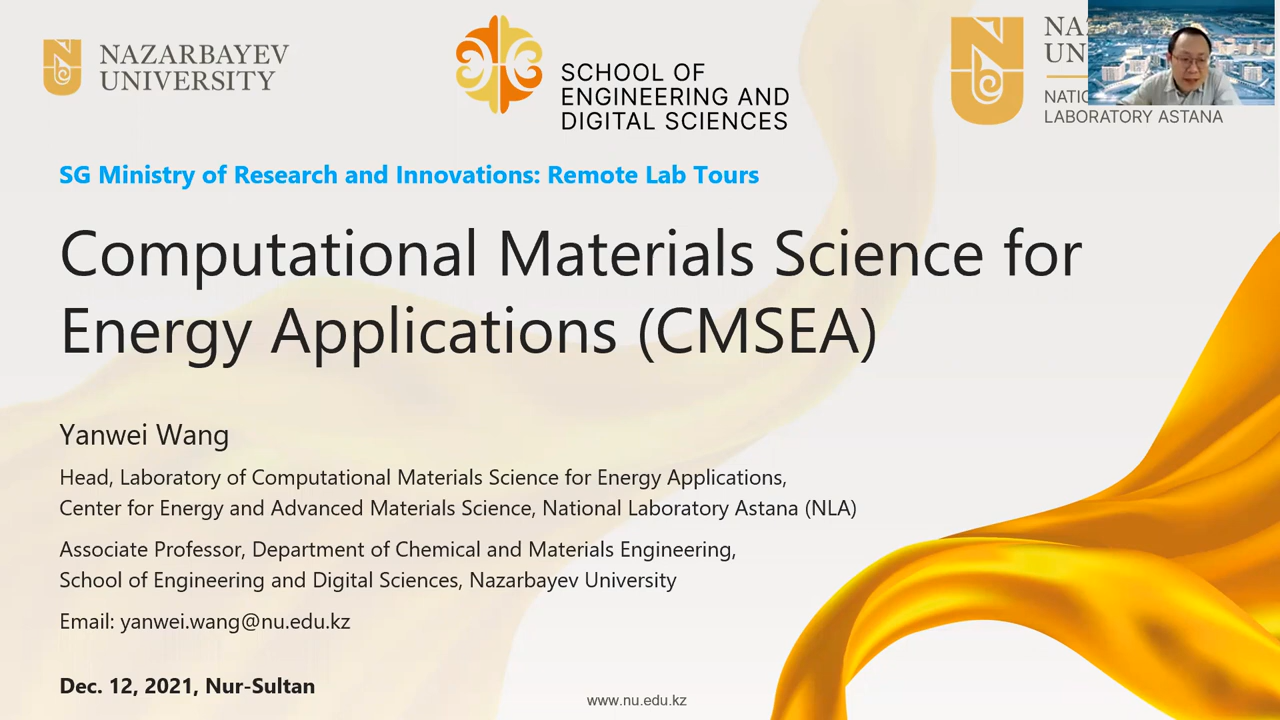 NAZARBAYEV
UNIVERSITY
SCHOOL OF
ENGINEERING AND
DIGITAL SCIENCES
LABORATORY ASTANA
SG Ministry of Research and Innovations: Remote Lab Tours
Computational Materials Science for
Energy Applications (CMSEA)
Yanwei Wang
Head, Laboratory of Computational Materials Science for Energy Applications,
Center for Energy and Advanced Materials Science, National Laboratory Astana (NLA)
Associate Professor, Department of Chemical and Materials Engineering,
School of Engineering and Digital Sciences, Nazarbayev University
Email: yanwei.wang@nu.edu.kz
Dec. 12, 2021, Nur-Sultan
www.nu.edu.kz